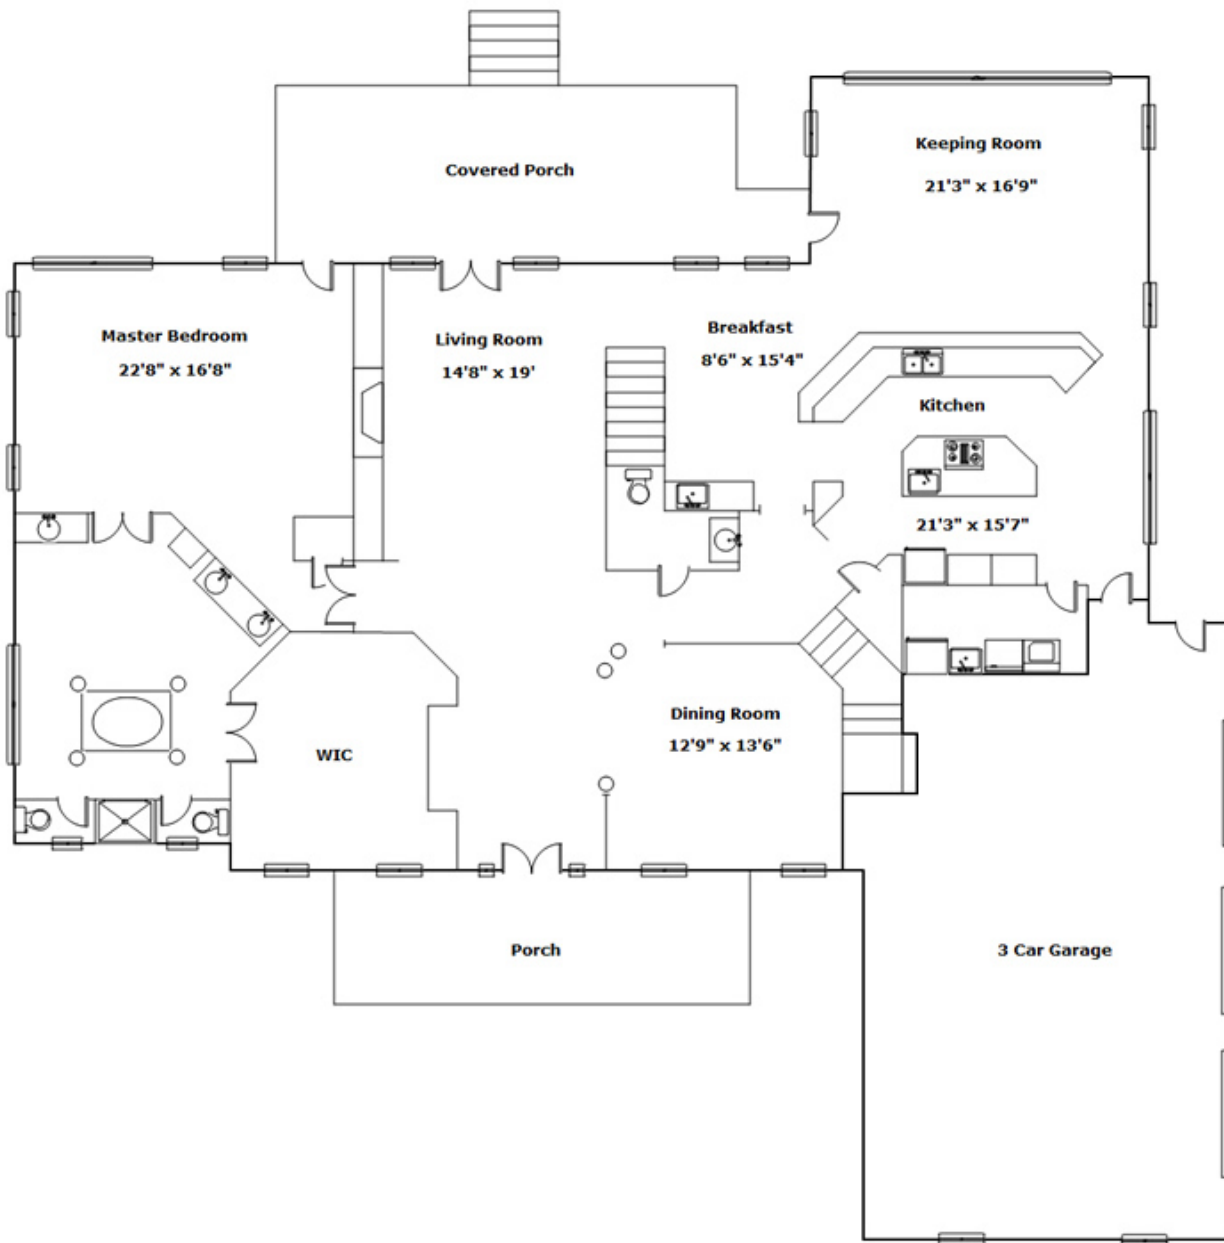 Covered Porch
Keeping Room
21'3" x 16'9"
Master Bedroom
22'8" x 16'8"
Living Room
14'8" x 19'
Breakfast
8'6" x 15'4"
Kitchen
21'3" x 15'7"
Dining Room
12'9" x 13'6"
WIC
Porch
3 Car Garage